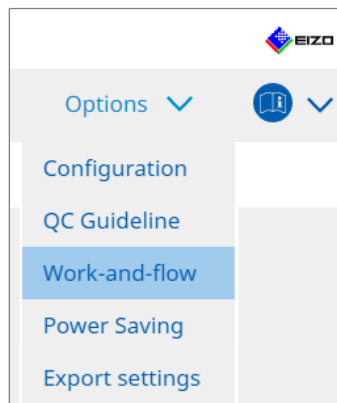 EIZO
Options
Configuration
QC Guideline
Work-and-flow
Power Saving
Export settings